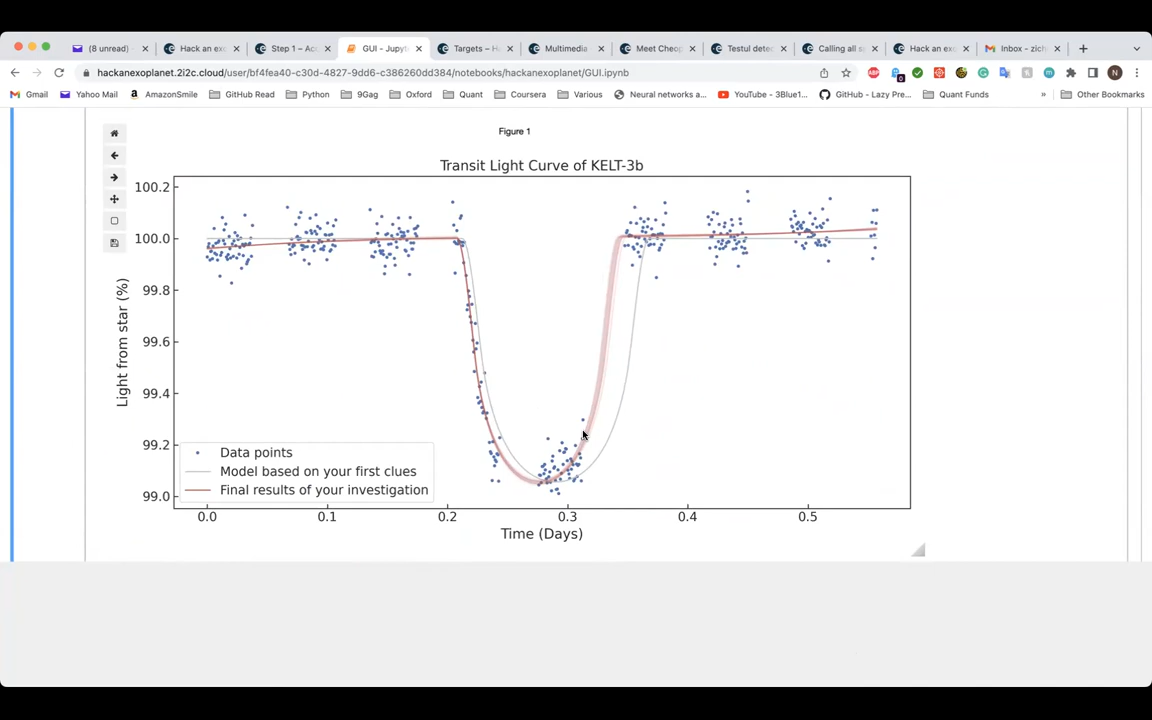 (8 unread)
Hack an exo
Step 1 – Acc
GUI - Jupyt
Targets – Ha
Multimedia
Meet Cheop
Testul detec
Calling all s
Hack an exo
Inbox - zich
hackanexoplanet.2i2c.cloud/user/bf4fea40-c30d-4827-9dd6-c386260dd384/notebooks/hackanexoplanet/GUI.ipynb
Gmail
Yahoo Mail
AmazonSmile
GitHub Read
Python
9Gag
Oxford
Quant
Coursera
Various
Neural networks a...
YouTube - 3Blue1...
GitHub - Lazy Pre...
Quant Funds
»
Other Bookmarks
Figure 1
Transit Light Curve of KELT-3b
100.2
100.0
99.8
99.6
99.4
99.2
99.0
Light from star (%)
Data points
Model based on your first clues
Final results of your investigation
0.0 0.1 0.2 0.3 0.4 0.5
Time (Days)